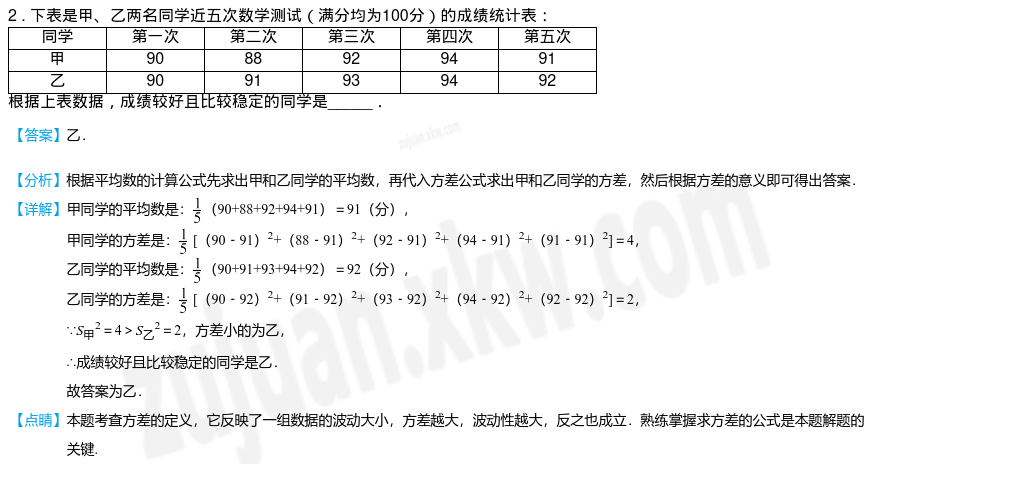 2．下表是甲、乙两名同学近五次数学测试（满分均为100分）的成绩统计表：
同学 第一次 第二次 第三次 第四次 第五次
甲 90 88 92 94 91
乙 90 91 93 94 92
根据上表数据，成绩较好且比较稳定的同学是______．
【答案】乙．
zujuan.xkw.com
【分析】根据平均数的计算公式先求出甲和乙同学的平均数，再代入方差公式求出甲和乙同学的方差，然后根据方差的意义即可得出答案．
【详解】甲同学的平均数是：1/5（90+88+92+94+91）＝91（分），
甲同学的方差是：1/5 [（90﹣91）²+（88﹣91）²+（92﹣91）²+（94﹣91）²+（91﹣91）²]＝4，
乙同学的平均数是：1/5（90+91+93+94+92）＝92（分），
乙同学的方差是：1/5 [（90﹣92）²+（91﹣92）²+（93﹣92）²+（94﹣92）²+（92﹣92）²]＝2，
∵S甲²＝4＞S乙²＝2，方差小的为乙，
∴成绩较好且比较稳定的同学是乙．
故答案为乙．
【点睛】本题考查方差的定义，它反映了一组数据的波动大小，方差越大，波动性越大，反之也成立．熟练掌握求方差的公式是本题解题的
关键.
zujuan.xkw.com